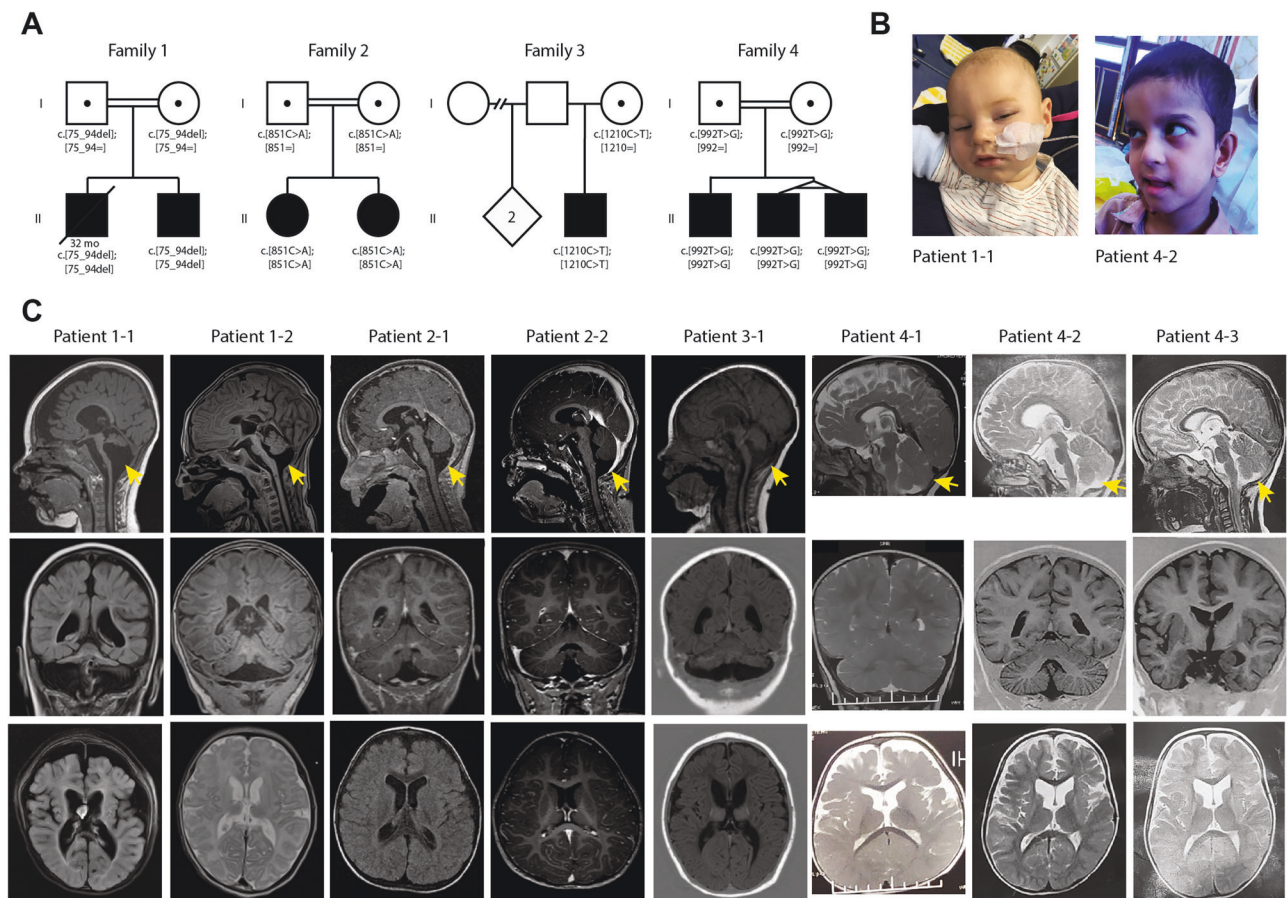 A
B
Family 1
Family 2
Family 3
Family 4
I
I
I
I
c.[75_94del];
[75_94=]
c.[75_94del];
[75_94=]
c.[851C>A];
[851=]
c.[851C>A];
[851=]
c.[1210C>T];
[1210=]
c.[992T>G];
[992=]
c.[992T>G];
[992=]
II
II
II
II
2
32 mo
c.[75_94del];
[75_94del]
c.[75_94del];
[75_94del]
c.[851C>A];
[851C>A]
c.[851C>A];
[851C>A]
c.[1210C>T];
[1210C>T]
c.[992T>G];
[992T>G]
c.[992T>G];
[992T>G]
c.[992T>G];
[992T>G]
Patient 1-1
Patient 4-2
C
Patient 1-1
Patient 1-2
Patient 2-1
Patient 2-2
Patient 3-1
Patient 4-1
Patient 4-2
Patient 4-3
IH